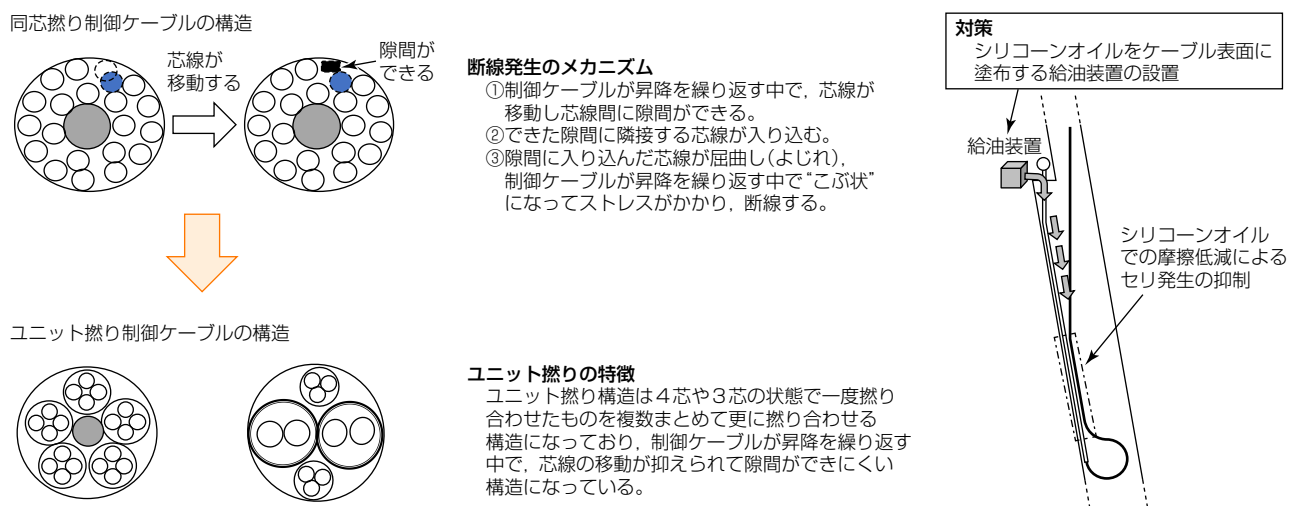 同芯撚り制御ケーブルの構造
芯線が
移動する
隙間が
できる
断線発生のメカニズム
①制御ケーブルが昇降を繰り返す中で，芯線が
移動し芯線間に隙間ができる。
②できた隙間に隣接する芯線が入り込む。
③隙間に入り込んだ芯線が屈曲し(よじれ)，
制御ケーブルが昇降を繰り返す中で“こぶ状”
になってストレスがかかり，断線する。
対策
シリコーンオイルをケーブル表面に
塗布する給油装置の設置
給油装置
シリコーンオイル
での摩擦低減による
セリ発生の抑制
ユニット撚り制御ケーブルの構造
ユニット撚りの特徴
ユニット撚り構造は４芯や３芯の状態で一度撚り
合わせたものを複数まとめて更に撚り合わせる
構造になっており，制御ケーブルが昇降を繰り返す
中で，芯線の移動が抑えられて隙間ができにくい
構造になっている。